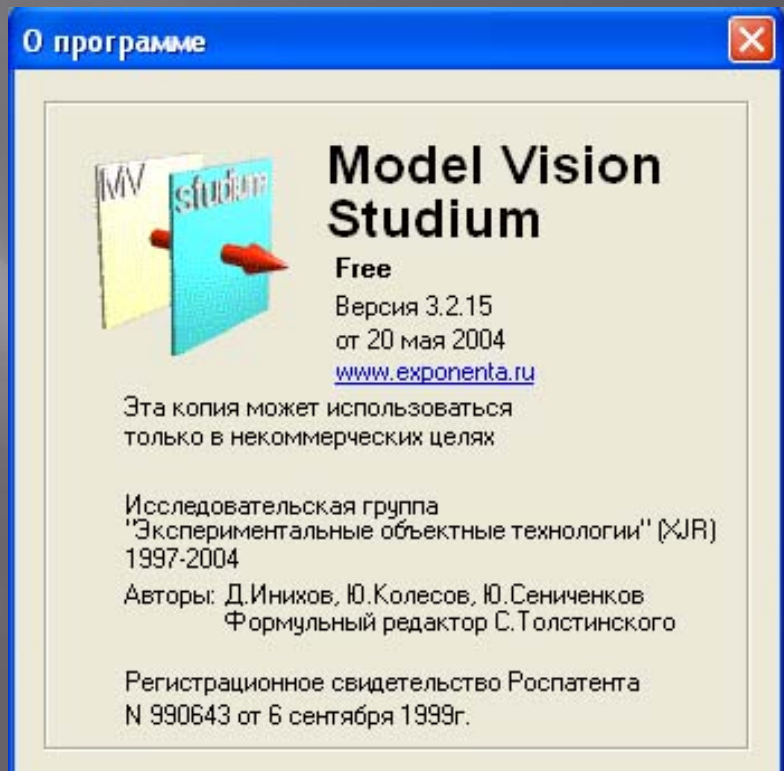 О программе
MV
studium
Model Vision
Studium
Free
Версия 3.2.15
от 20 мая 2004
www.exponenta.ru
Эта копия может использоваться
только в некоммерческих целях
Исследовательская группа
"Экспериментальные объектные технологии" (XJR)
1997-2004
Авторы: Д.Инихов, Ю.Колесов, Ю.Сениченков
Формульный редактор С.Толстинского
Регистрационное свидетельство Роспатента
N 990643 от 6 сентября 1999г.